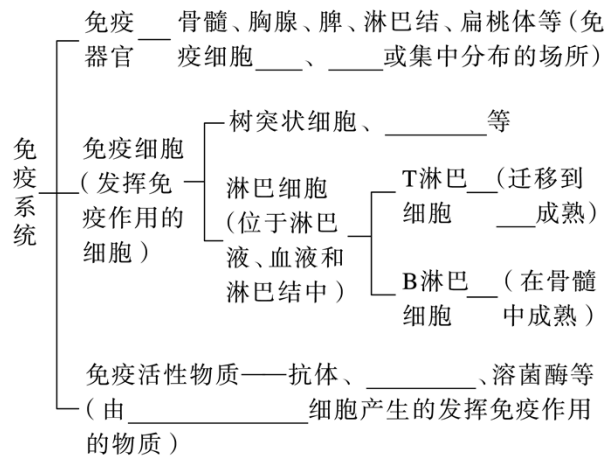 免疫系统
免疫器官
骨髓、胸腺、脾、淋巴结、扁桃体等(免
疫细胞____、____或集中分布的场所)
免疫细胞
(发挥免
疫作用的
细胞)
树突状细胞、________等
淋巴细胞
(位于淋巴
液、血液和
淋巴结中)
T淋巴
细胞
(迁移到
___成熟)
B淋巴
细胞
(在骨髓
中成熟)
免疫活性物质——抗体、________、溶菌酶等
(由____________细胞产生的发挥免疫作用
的物质)